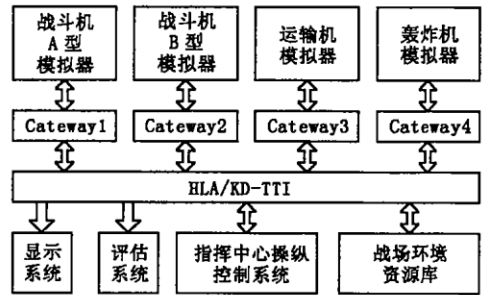 战斗机
A 型
模拟器
战斗机
B 型
模拟器
运输机
模拟器
轰炸机
模拟器
Cateway1
Cateway2
Cateway3
Cateway4
HLA/KD-TTI
显示
系统
评估
系统
指挥中心操纵
控制系统
战场环境
资源库